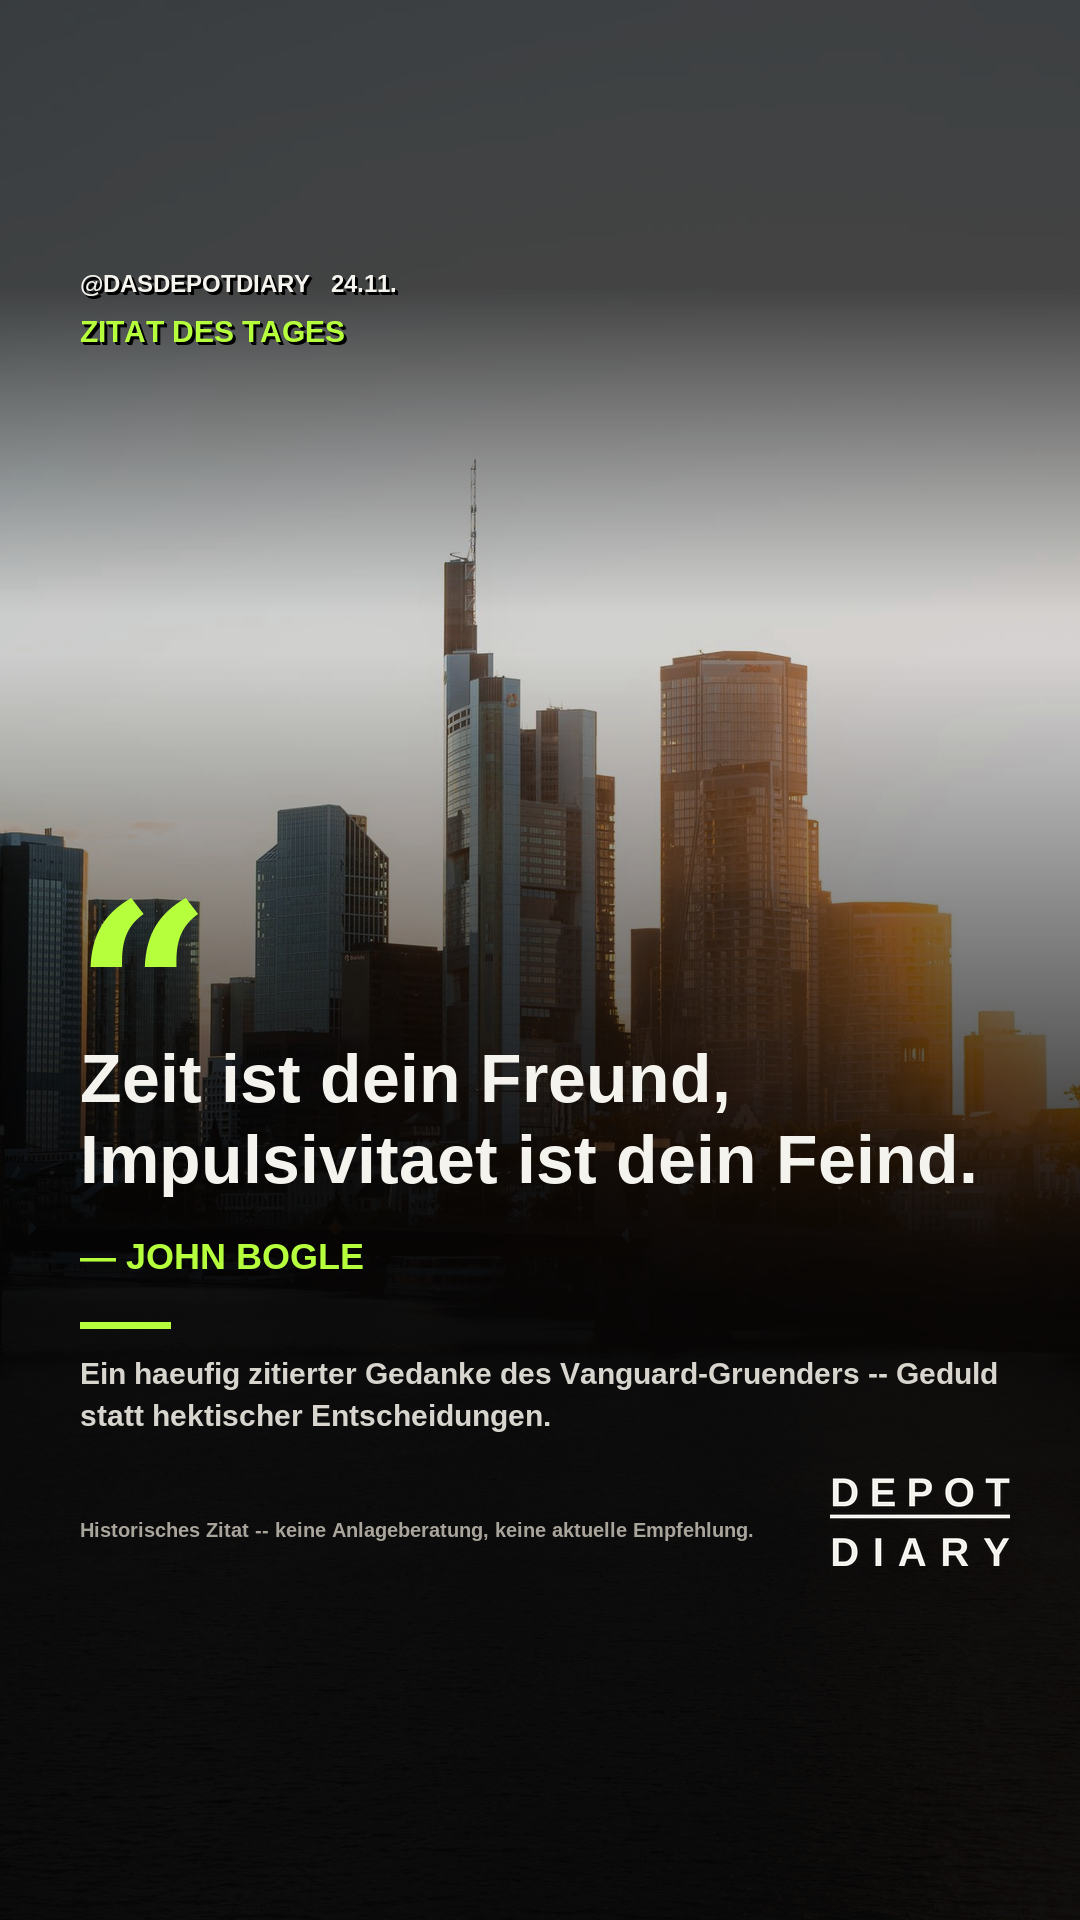 @DASDEPOTDIARY 24.11.
ZITAT DES TAGES
“
Zeit ist dein Freund,
Impulsivitaet ist dein Feind.
— JOHN BOGLE
Ein haeufig zitierter Gedanke des Vanguard-Gruenders -- Geduld
statt hektischer Entscheidungen.
Historisches Zitat -- keine Anlageberatung, keine aktuelle Empfehlung.
DEPOT
DIARY